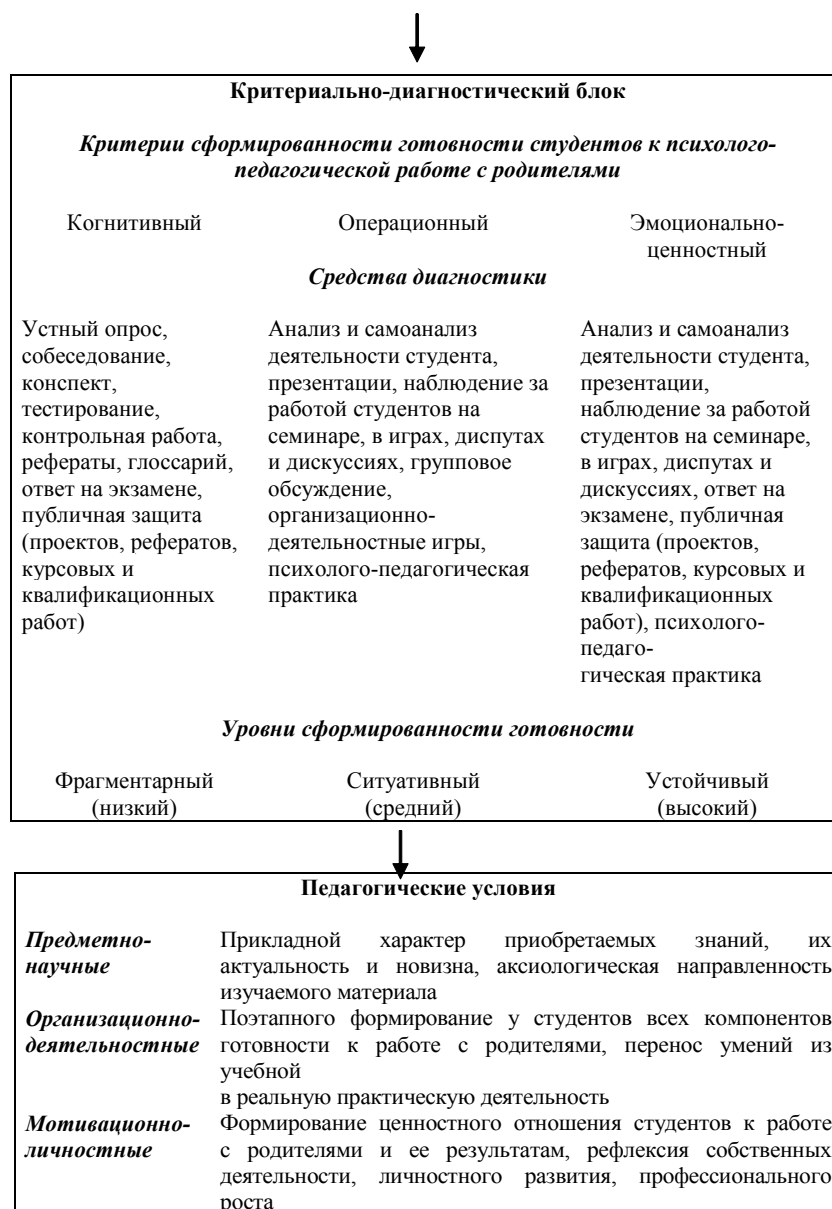 Критериально-диагностический блок
Критерии сформированности готовности студентов к психолого-
педагогической работе с родителями
Когнитивный
Операционный
Эмоционально-
ценностный
Средства диагностики
Устный опрос,
собеседование,
конспект,
тестирование,
контрольная работа,
рефераты, глоссарий,
ответ на экзамене,
публичная защита
(проектов, рефератов,
курсовых и
квалификационных
работ)
Анализ и самоанализ
деятельности студента,
презентации, наблюдение за
работой студентов на
семинаре, в играх, диспутах
и дискуссиях, групповое
обсуждение,
организационно-
деятельностные игры,
психолого-педагогическая
практика
Анализ и самоанализ
деятельности студента,
презентации,
наблюдение за работой
студентов на семинаре,
в играх, диспутах и
дискуссиях, ответ на
экзамене, публичная
защита (проектов,
рефератов, курсовых и
квалификационных
работ), психолого-
педаго-
гическая практика
Уровни сформированности готовности
Фрагментарный
(низкий)
Ситуативный
(средний)
Устойчивый
(высокий)
Педагогические условия
Предметно-
научные
Прикладной характер приобретаемых знаний, их
актуальность и новизна, аксиологическая направленность
изучаемого материала
Организационно-
деятельностные
Поэтапного формирование у студентов всех компонентов
готовности к работе с родителями, перенос умений из
учебной
в реальную практическую деятельность
Мотивационно-
личностные
Формирование ценностного отношения студентов к работе
с родителями и ее результатам, рефлексия собственных
деятельности, личностного развития, профессионального
роста